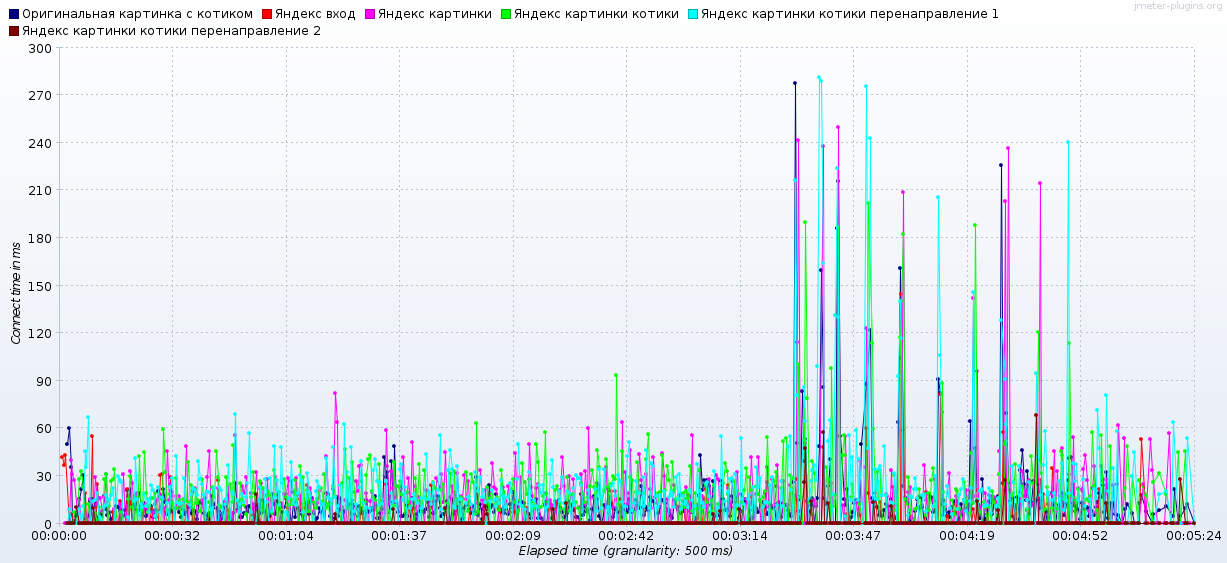 jmeter-plugins.org
Оригинальная картинка с котиком Яндекс вход Яндекс картинки Яндекс картинки котики Яндекс картинки котики перенаправление 1
Яндекс картинки котики перенаправление 2
300
270
240
210
180
150
120
90
60
30
0
Connect time in ms
00:00:00 00:00:32 00:01:04 00:01:37 00:02:09 00:02:42 00:03:14 00:03:47 00:04:19 00:04:52 00:05:24
Elapsed time (granularity: 500 ms)